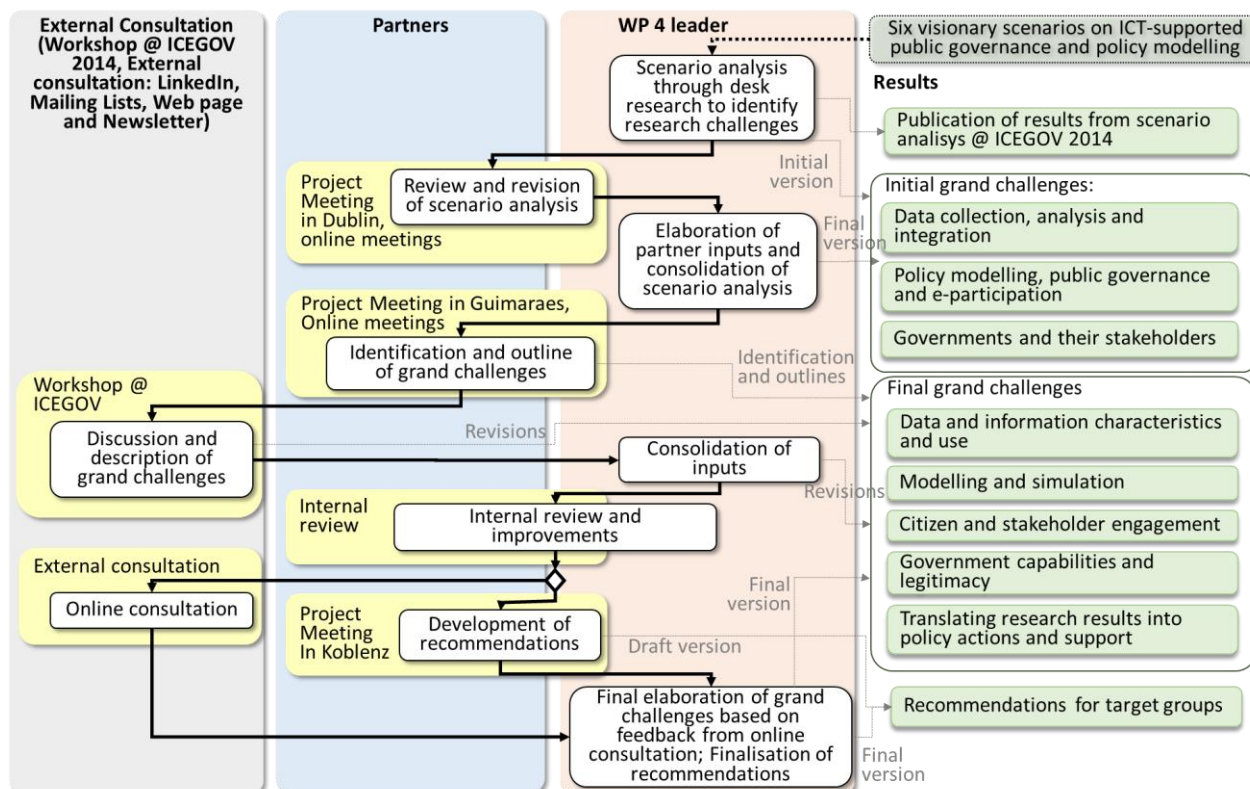 External Consultation
(Workshop @ ICEGOV
2014, External
consultation: LinkedIn,
Mailing Lists, Web page
and Newsletter)
Partners
WP 4 leader
Six visionary scenarios on ICT-supported
public governance and policy modelling
Results
Scenario analysis
through desk
research to identify
research challenges
Publication of results from scenario
analisys @ ICEGOV 2014
Initial
version
Project
Meeting
in Dublin,
online meetings
Review and revision
of scenario analysis
Initial grand challenges:
Data collection, analysis and
integration
Policy modelling, public governance
and e-participation
Governments and their stakeholders
Final
version
Elaboration of
partner inputs and
consolidation of
scenario analysis
Project Meeting in Guimaraes,
Online meetings
Identification and outline
of grand challenges
Identification
and outlines
Workshop @
ICEGOV
Discussion and
description of
grand challenges
Revisions
Consolidation of
inputs
Revisions
Final grand challenges
Data and information characteristics
and use
Modelling and simulation
Citizen and stakeholder engagement
Government capabilities and
legitimacy
Translating research results into
policy actions and support
Internal
review
Internal review and
improvements
External consultation
Online consultation
Project
Meeting
In Koblenz
Development of
recommendations
Final
version
Draft version
Final elaboration of grand
challenges based on
feedback from online
consultation; Finalisation of
recommendations
Recommendations for target groups
Final
version